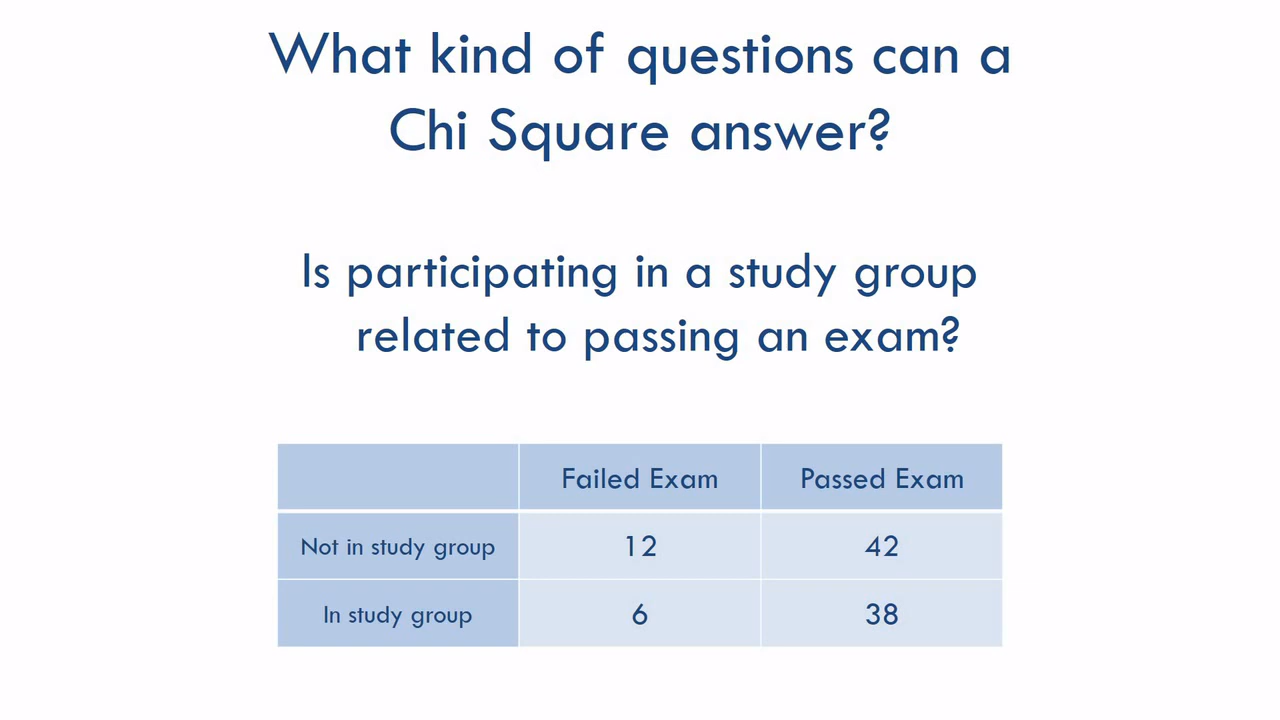 What kind of questions can a
Chi Square answer?
Is participating in a study group
related to passing an exam?
Failed Exam Passed Exam
Not in study group 12 42
In study group 6 38